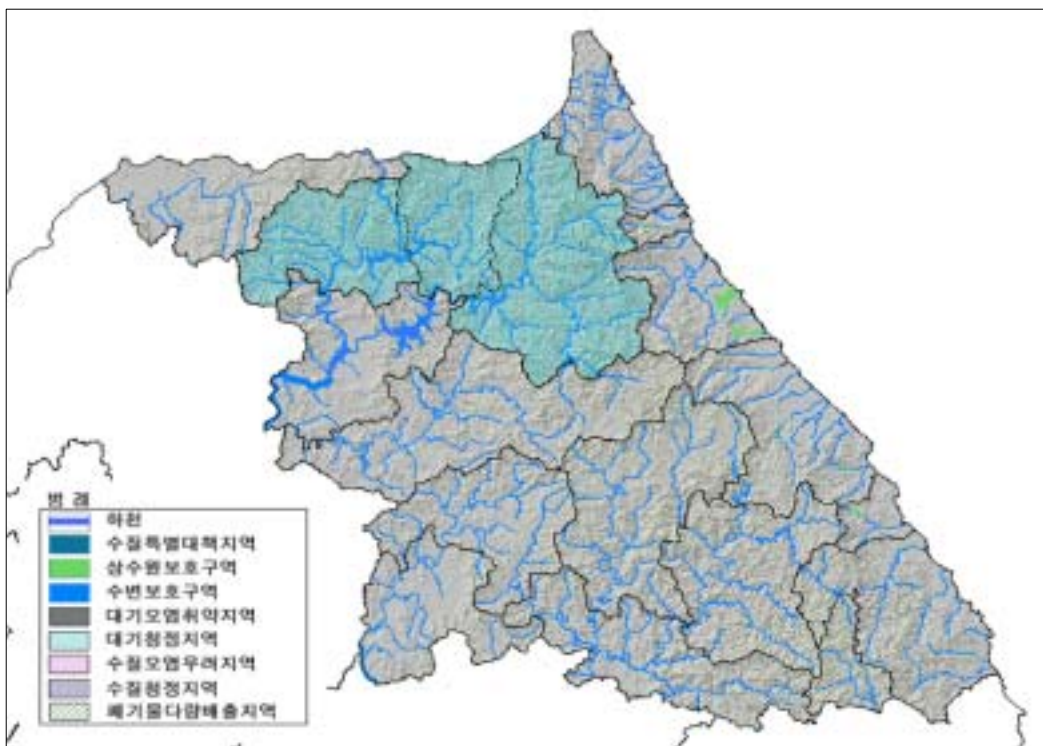 범 례
하천
수질특별대책지역
상수원보호구역
수변보호구역
대기오염취약지역
대기청정지역
수질오염우려지역
수질청정지역
폐기물다량배출지역